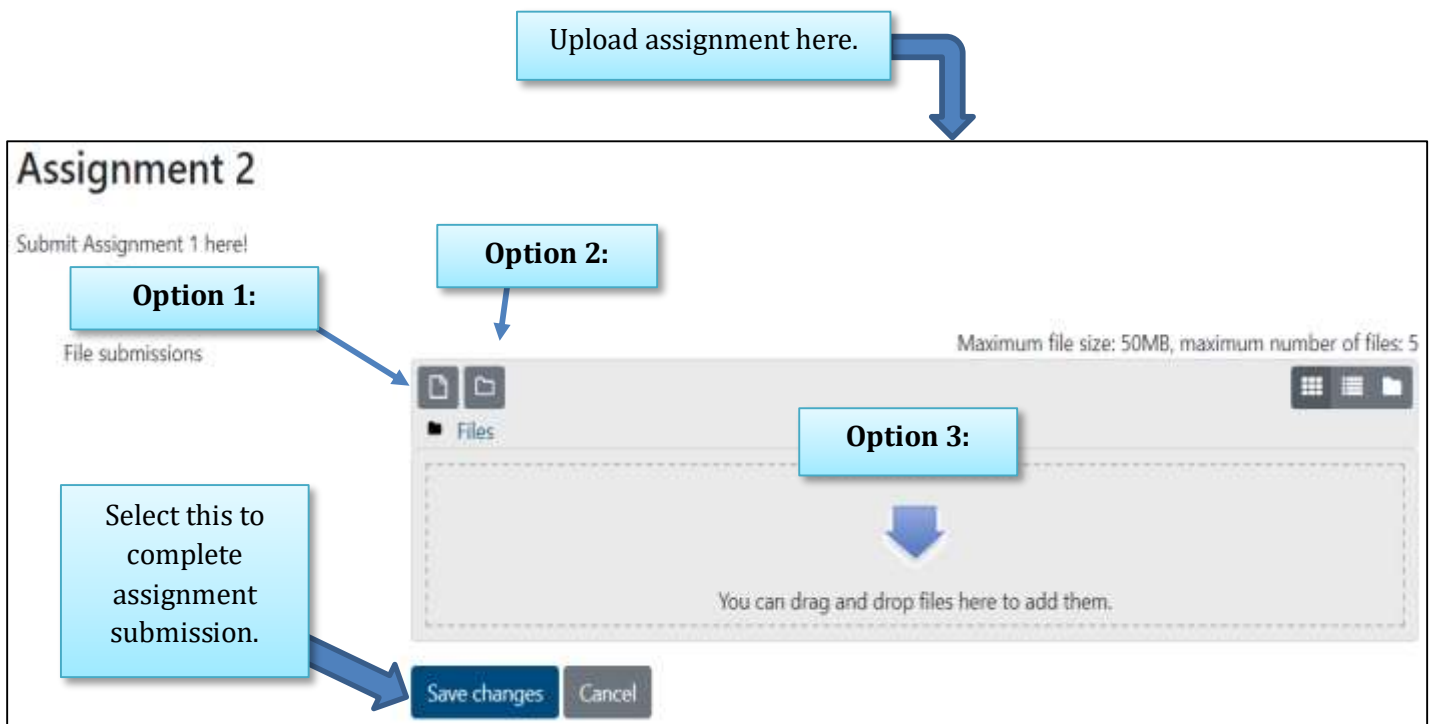 Upload assignment here.
Assignment 2
Submit Assignment 1 here!
Option 2:
Option 1:
File submissions
Maximum file size: 50MB, maximum number of files: 5
Files
Option 3:
Select this to
complete
assignment
submission.
You can drag and drop files here to add them.
Save changes
Cancel